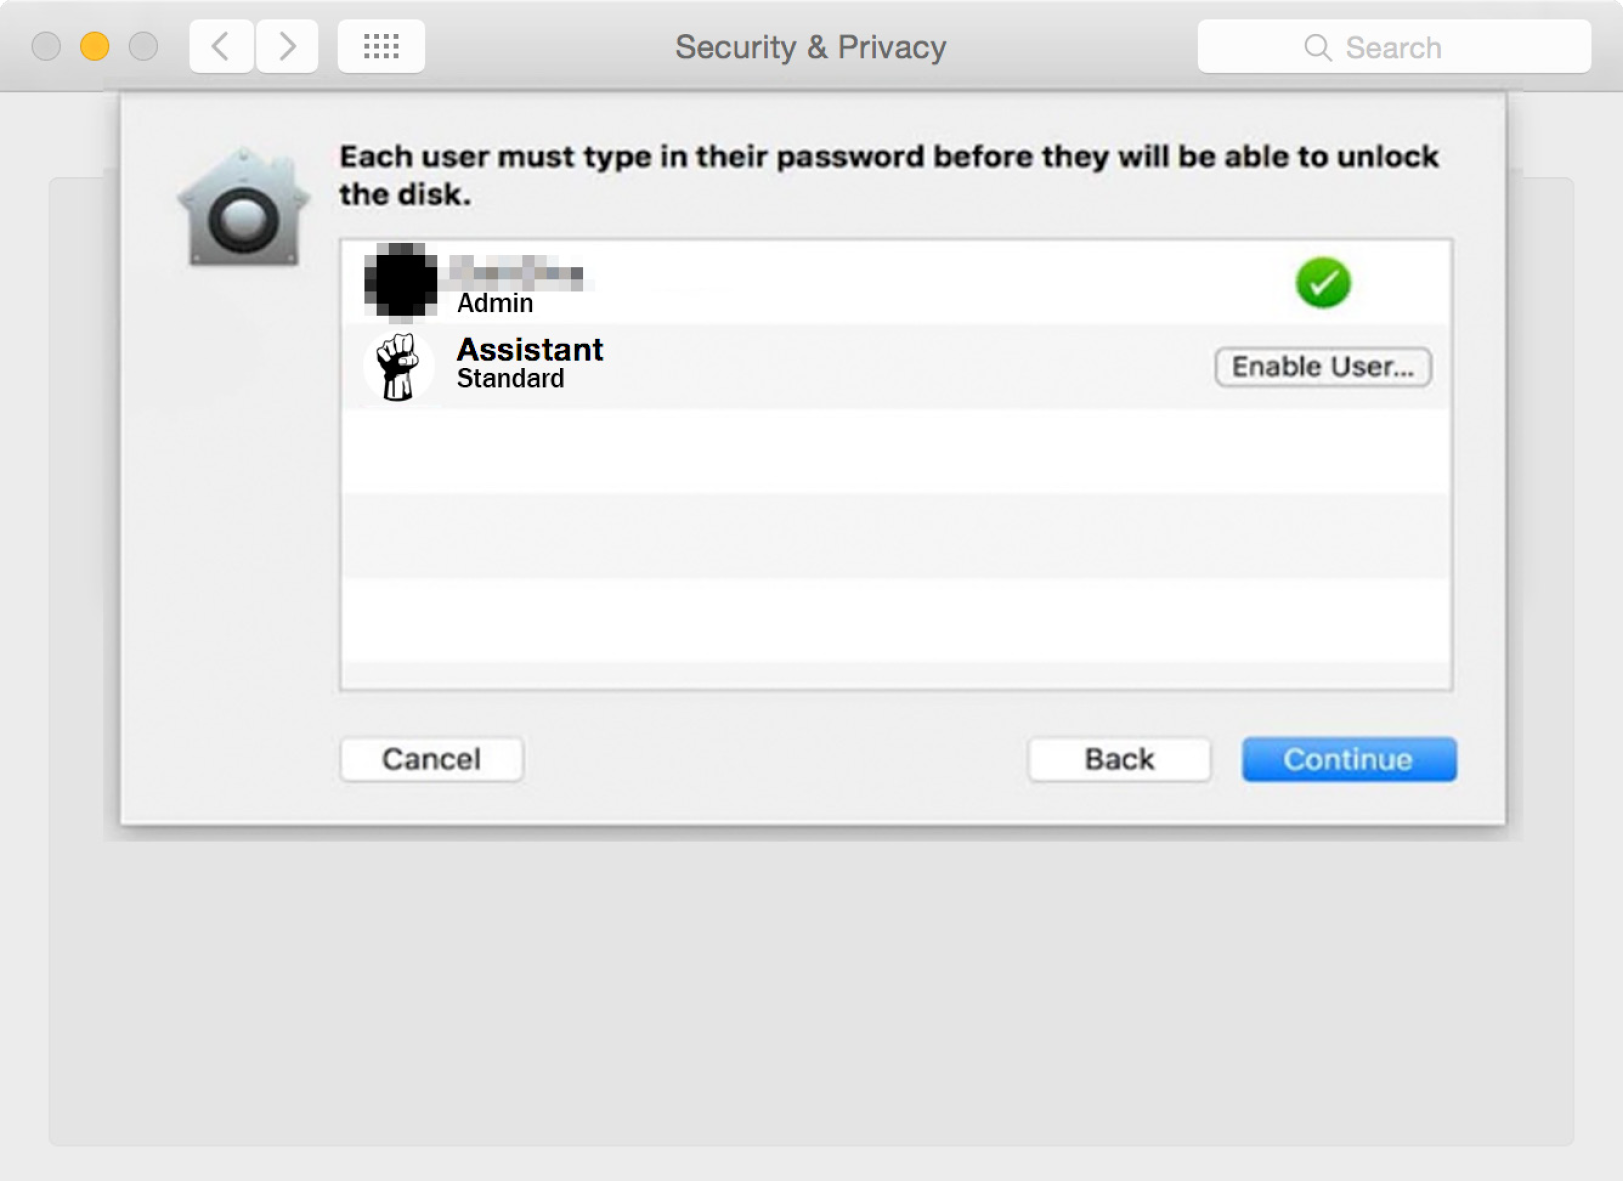 Security & Privacy
Search
Each user must type in their password before they will be able to unlock
the disk.
Admin
Assistant
Standard
Enable User...
Cancel
Back
Continue